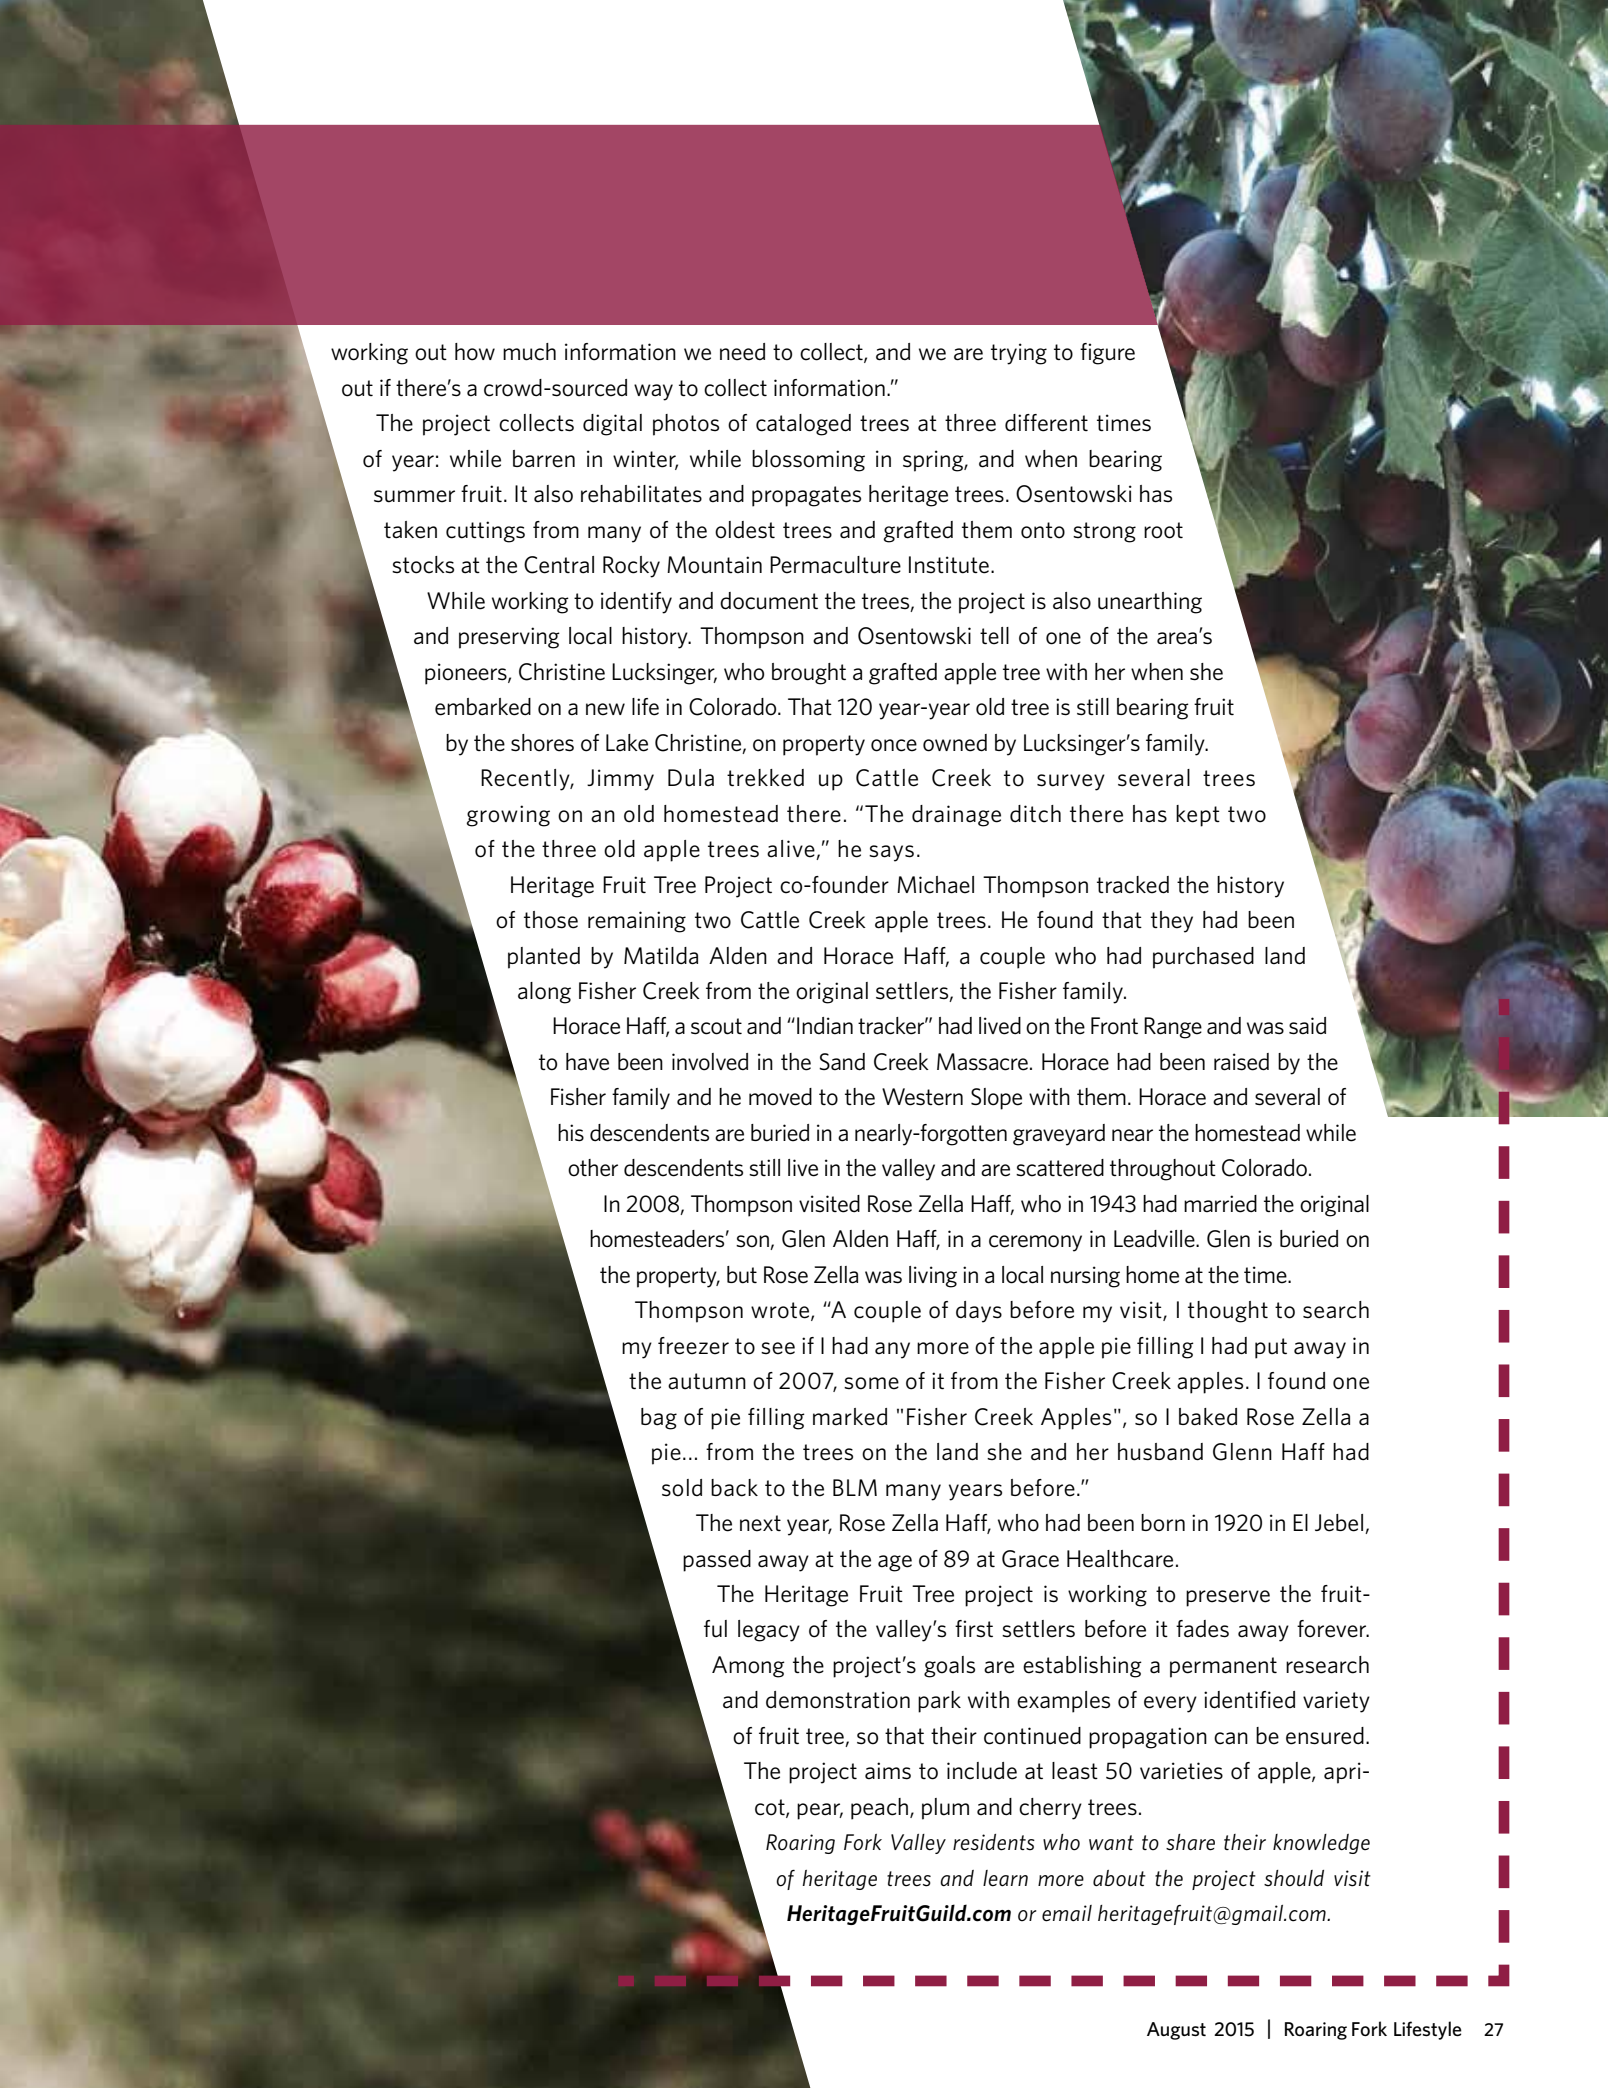 working out how much information we need to collect, and we are trying to figure
out if there's a crowd-sourced way to collect information."
The project collects digital photos of cataloged trees at three different times
of year: while barren in winter, while blossoming in spring, and when bearing
summer fruit. It also rehabilitates and propagates heritage trees. Osentowski has
taken cuttings from many of the oldest trees and grafted them onto strong root
stocks at the Central Rocky Mountain Permaculture Institute.
While working to identify and document the trees, the project is also unearthing
and preserving local history. Thompson and Osentowski tell of one of the area's
pioneers, Christine Lucksinger, who brought a grafted apple tree with her when she
embarked on a new life in Colorado. That 120 year-year old tree is still bearing fruit
by the shores of Lake Christine, on property once owned by Lucksinger's family.
Recently, Jimmy Dula trekked up Cattle Creek to survey several trees
growing on an old homestead there. "The drainage ditch there has kept two
of the three old apple trees alive," he says.
Heritage Fruit Tree Project co-founder Michael Thompson tracked the history
of those remaining two Cattle Creek apple trees. He found that they had been
planted by Matilda Alden and Horace Haff, a couple who had purchased land
along Fisher Creek from the original settlers, the Fisher family.
Horace Haff, a scout and "Indian tracker" had lived on the Front Range and was said
to have been involved in the Sand Creek Massacre. Horace had been raised by the
Fisher family and he moved to the Western Slope with them. Horace and several of
his descendents are buried in a nearly-forgotten graveyard near the homestead while
other descendents still live in the valley and are scattered throughout Colorado.
In 2008, Thompson visited Rose Zella Haff, who in 1943 had married the original
homesteaders' son, Glen Alden Haff, in a ceremony in Leadville. Glen is buried on
the property, but Rose Zella was living in a local nursing home at the time.
Thompson wrote, "A couple of days before my visit, I thought to search
my freezer to see if I had any more of the apple pie filling I had put away in
the autumn of 2007, some of it from the Fisher Creek apples. I found one
bag of pie filling marked "Fisher Creek Apples", so I baked Rose Zella a
pie... from the trees on the land she and her husband Glenn Haff had
sold back to the BLM many years before."
The next year, Rose Zella Haff, who had been born in 1920 in El Jebel,
passed away at the age of 89 at Grace Healthcare.
The Heritage Fruit Tree project is working to preserve the fruit-
ful legacy of the valley's first settlers before it fades away forever.
Among the project's goals are establishing a permanent research
and demonstration park with examples of every identified variety
of fruit tree, so that their continued propagation can be ensured.
The project aims to include at least 50 varieties of apple, apri-
cot, pear, peach, plum and cherry trees.
Roaring Fork Valley residents who want to share their knowledge
of heritage trees and learn more about the project should visit
HeritageFruitGuild.com or email heritagefruit@gmail.com.
August 2015 | Roaring Fork Lifestyle 27